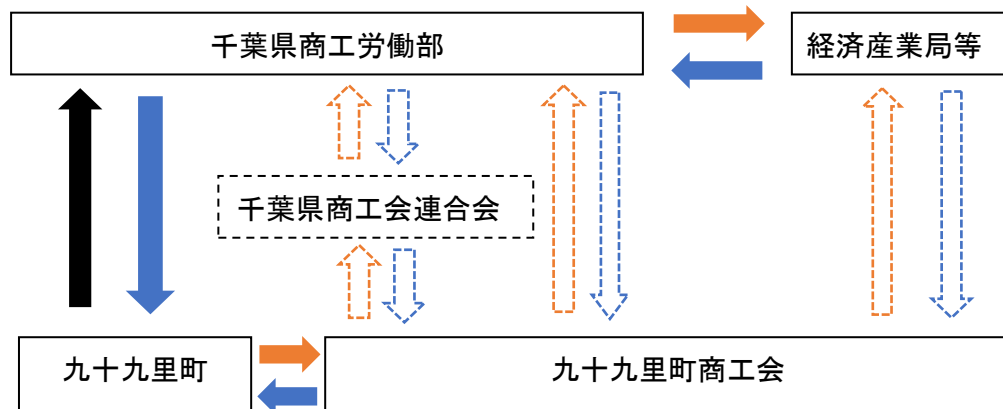 千葉県商工労働部
経済産業局等
千葉県商工会連合会
九十九里町
九十九里町商工会